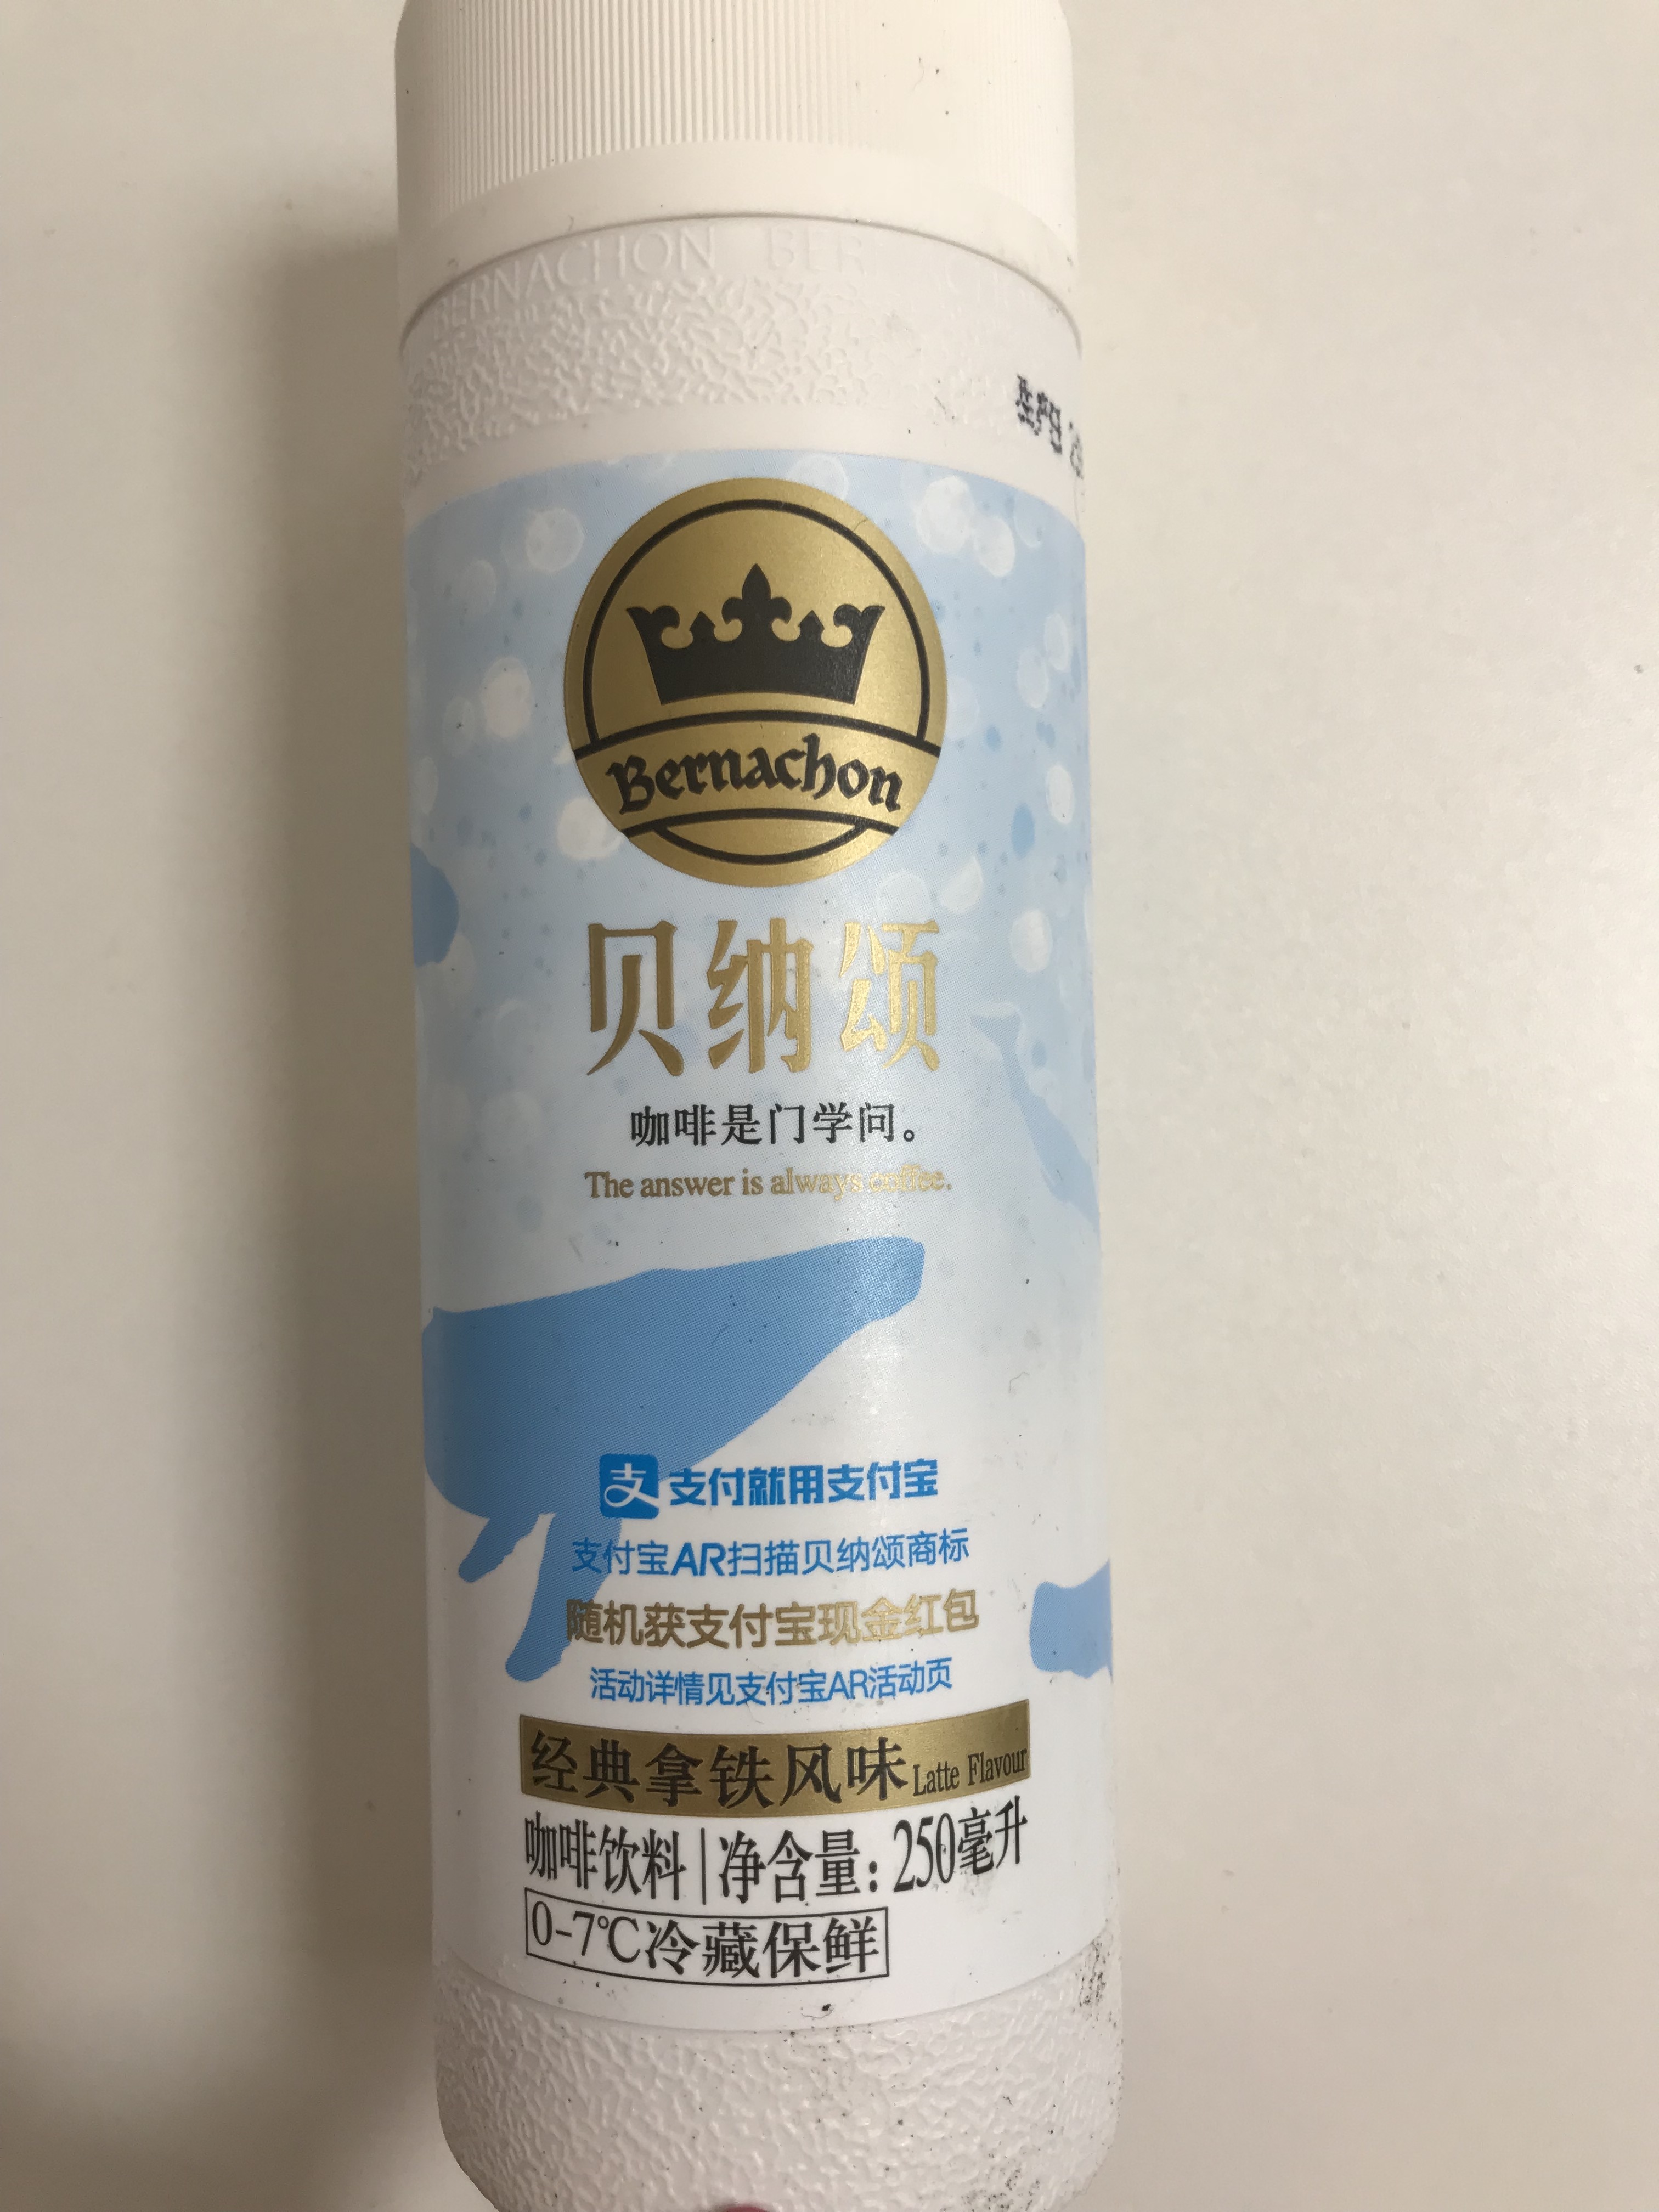 BERNACHON BER
生产日
Bernachon
贝纳颂
咖啡是门学问。
The answer is always coffee.
支 支付就用支付宝
支付宝AR扫描贝纳颂商标
随机获支付宝现金红包
活动详情见支付宝AR活动页
经典拿铁风味 Latte Flavour
咖啡饮料|净含量:250毫升
0-7℃冷藏保鲜